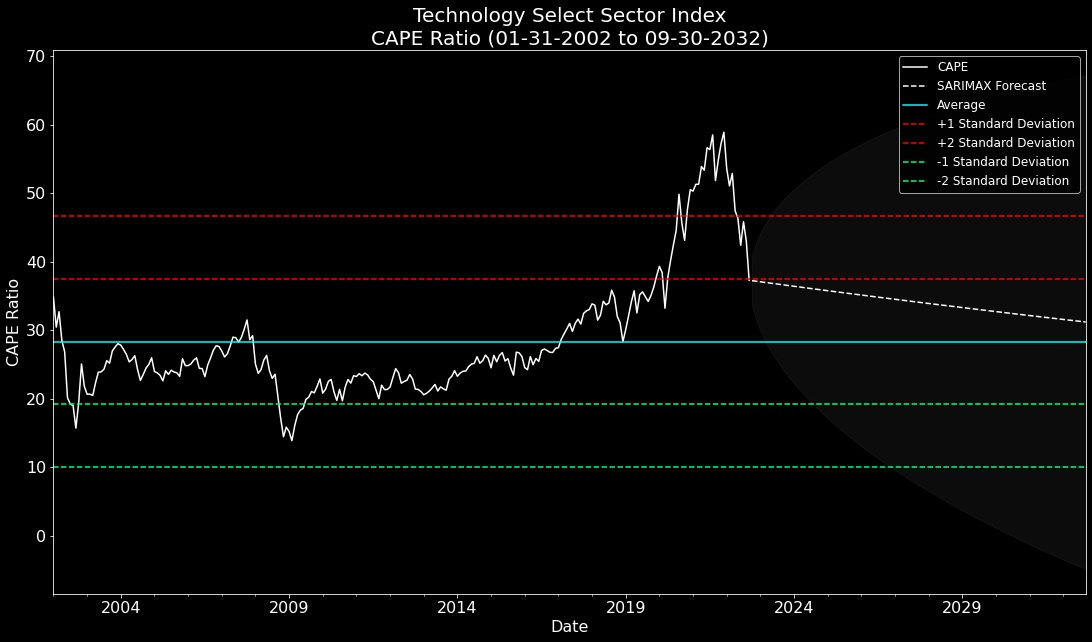 Technology Select Sector Index
CAPE Ratio (01-31-2002 to 09-30-2032)
CAPE
SARIMAX Forecast
Average
+1 Standard Deviation
+2 Standard Deviation
-1 Standard Deviation
-2 Standard Deviation
CAPE Ratio
70
60
50
40
30
20
10
0
2004 2009 2014 2019 2024 2029
Date